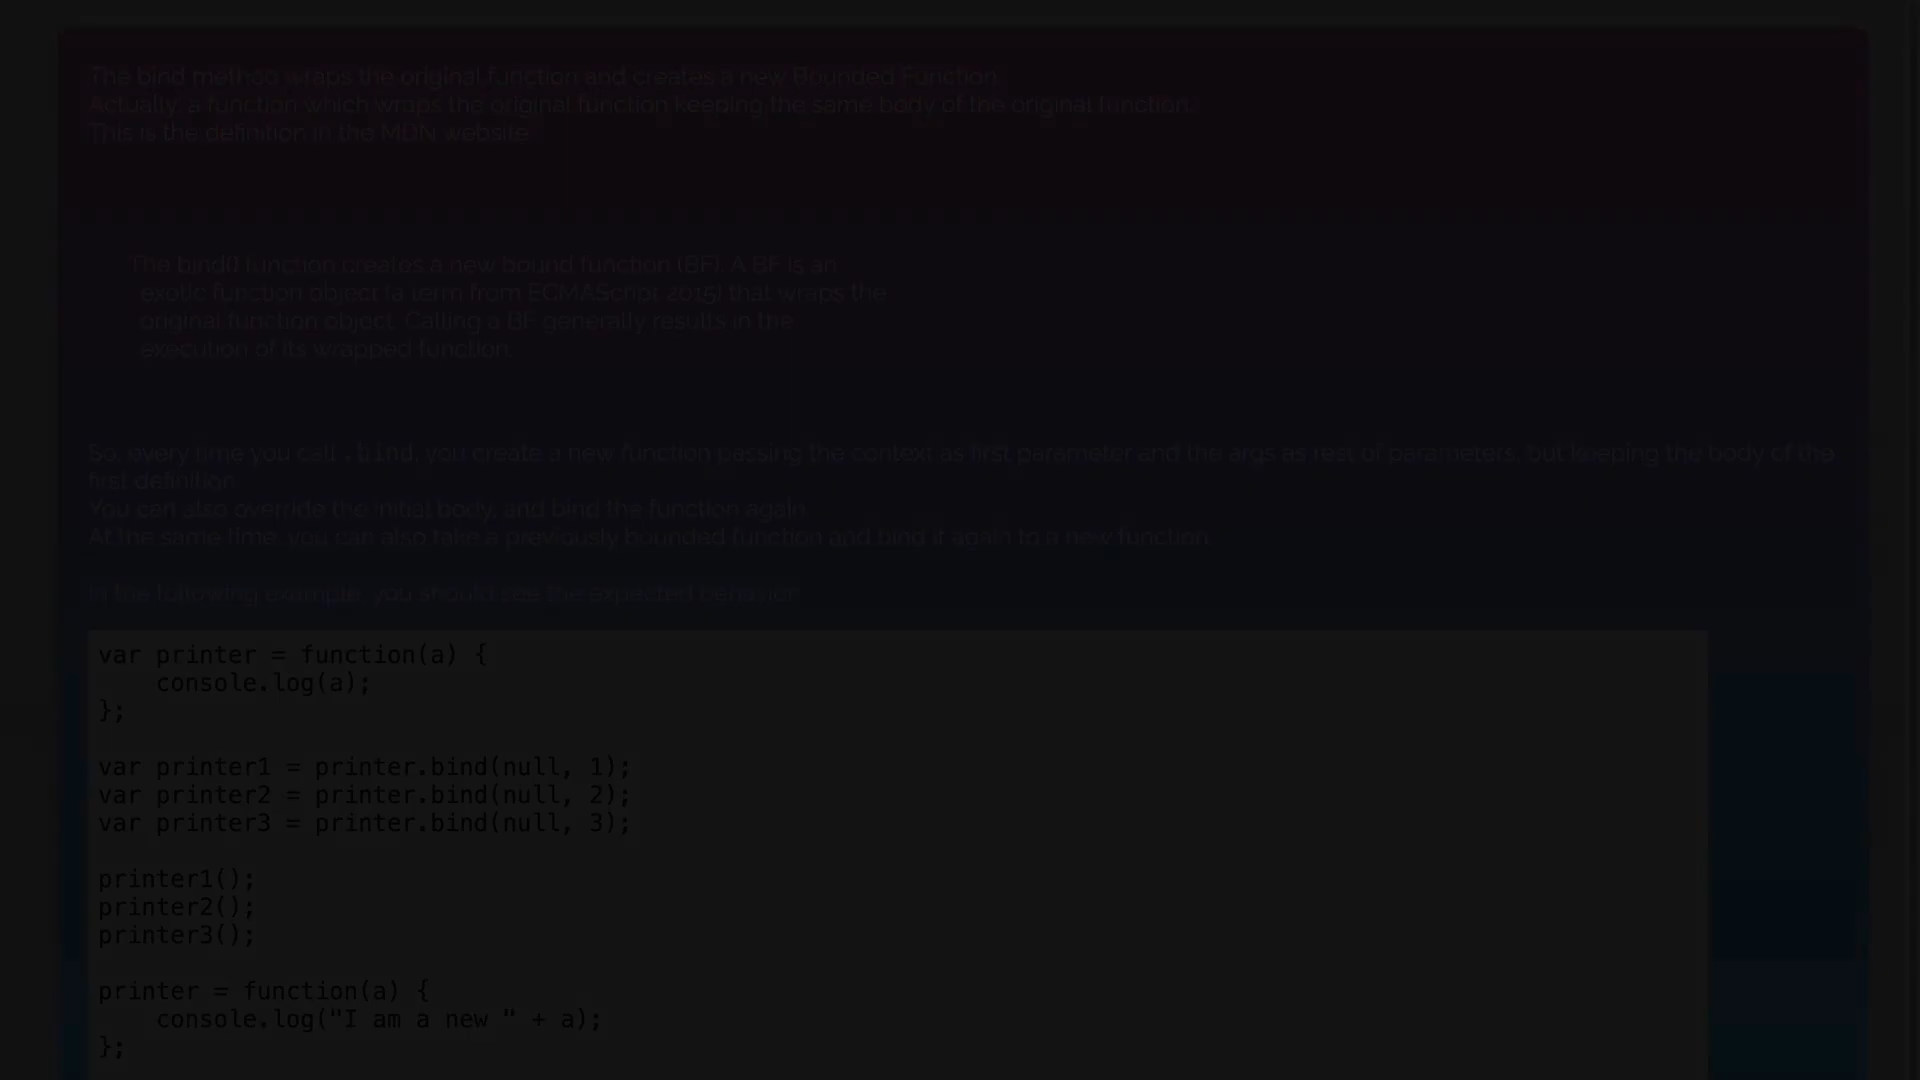 The bind method wraps the original function and creates a new Bounded Function.
Actually, a function which wraps the original function keeping the same body of the original function.
This is the definition in the MDN website
The bind() function creates a new bound function (BF). A BF is an
exotic function object (a term from ECMAScript 2015) that wraps the
original function object. Calling a BF generally results in the
execution of its wrapped function.
So, every time you call .bind, you create a new function passing the context as first parameter and the args as rest of parameters, but keeping the body of the
first definition.
You can also override the initial body, and bind the function again.
At the same time, you can also take a previously bounded function and bind it again to a new function.
In the following example, you should see the expected behavior:
var printer = function(a) {
    console.log(a);
};
var printer1 = printer.bind(null, 1);
var printer2 = printer.bind(null, 2);
var printer3 = printer.bind(null, 3);
printer1();
printer2();
printer3();
printer = function(a) {
    console.log("I am a new " + a);
};